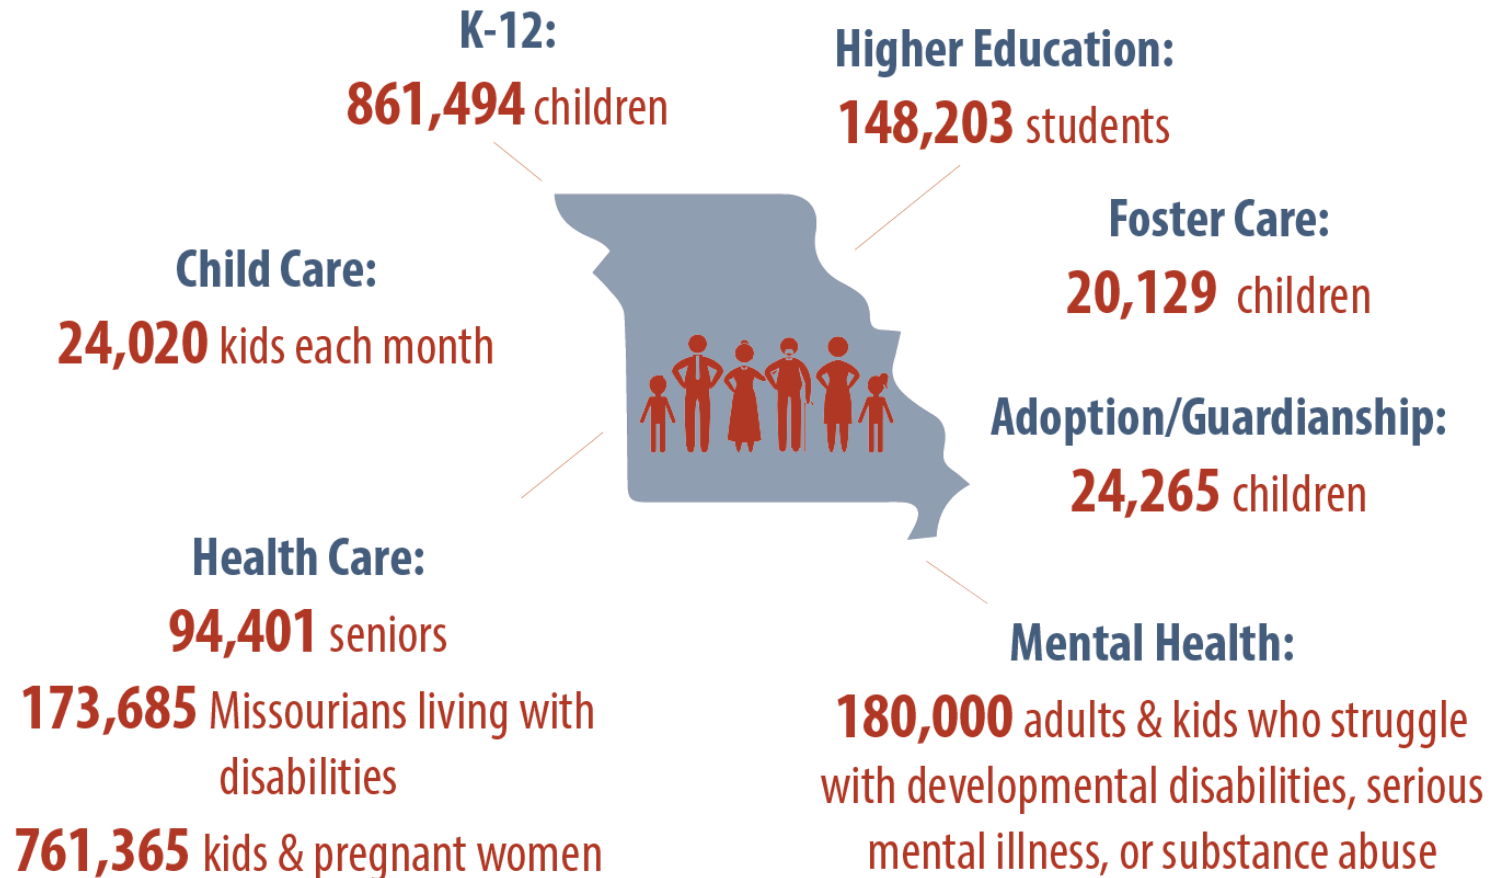 K-12:
861,494 children
Higher Education:
148,203 students
Foster Care:
20,129 children
Child Care:
24,020 kids each month
Adoption/Guardianship:
24,265 children
Health Care:
94,401 seniors
173,685 Missourians living with
disabilities
761,365 kids & pregnant women
Mental Health:
180,000 adults & kids who struggle
with developmental disabilities, serious
mental illness, or substance abuse